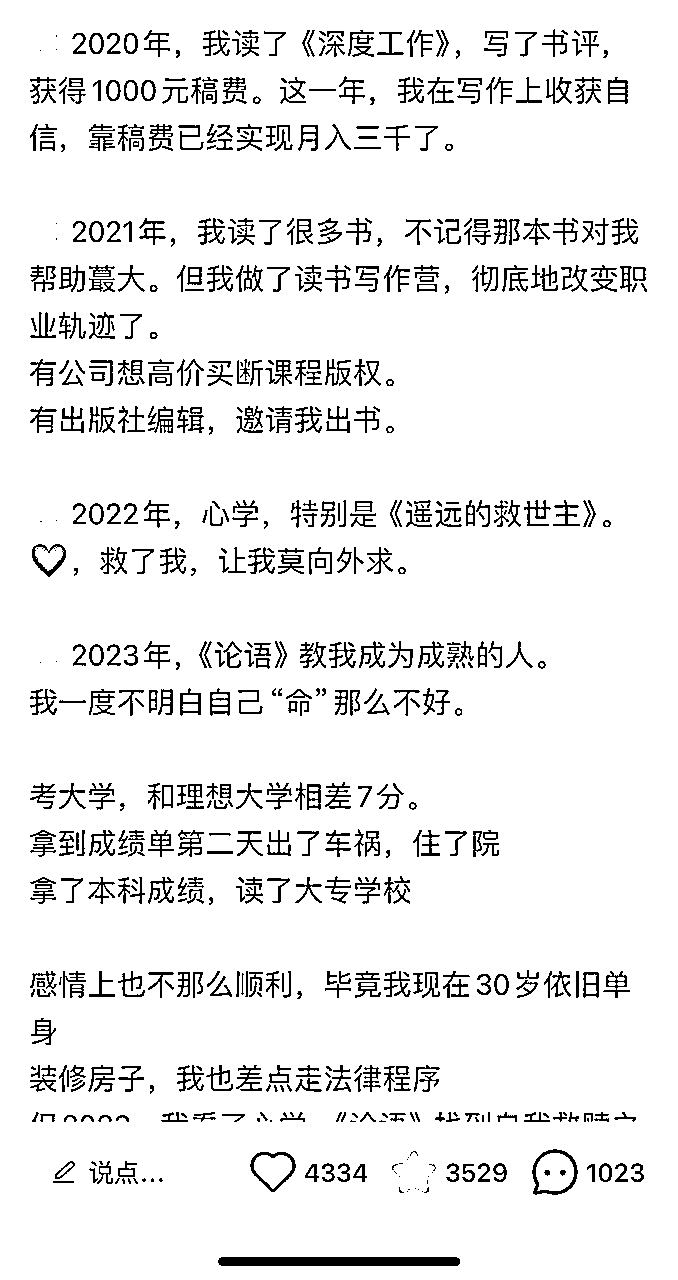 2020年，我读了《深度工作》，写了书评，
获得1000元稿费。这一年，我在写作上收获自
信，靠稿费已经实现月入三千了。
2021年，我读了很多书，不记得那本书对我
帮助蕞大。但我做了读书写作营，彻底地改变职
业轨迹了。
有公司想高价买断课程版权。
有出版社编辑，邀请我出书。
2022年，心学，特别是《遥远的救世主》。
♡，救了我，让我莫向外求。
2023年，《论语》教我成为成熟的人。
我一度不明白自己“命”那么不好。
考大学，和理想大学相差7分。
拿到成绩单第二天出了车祸，住了院
拿了本科成绩，读了大专学校
感情上也不那么顺利，毕竟我现在30岁依旧单
身
装修房子，我也差点走法律程序
说点... 4334 3529 1023